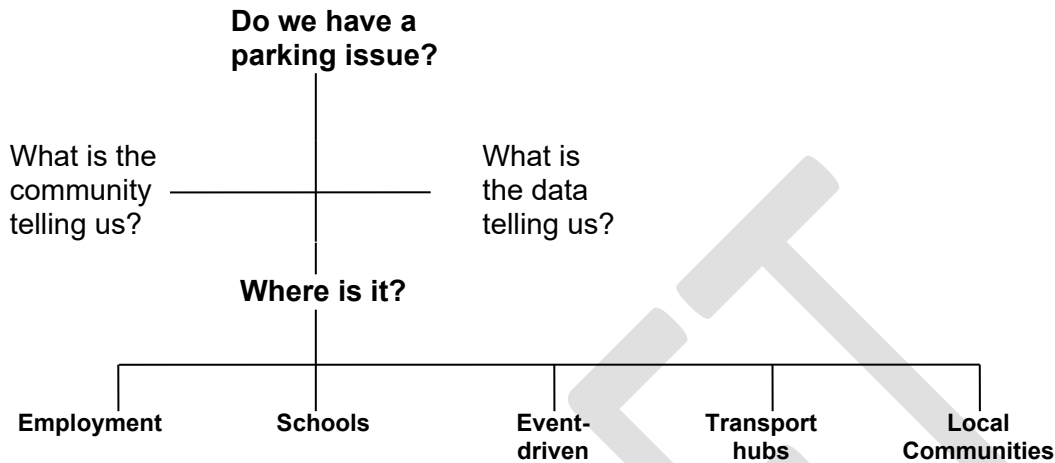 Do we have a
parking issue?
What is the
community
telling us?
What is
the data
telling us?
Where is it?
Employment
Schools
Event-
driven
Transport
hubs
Local
Communities